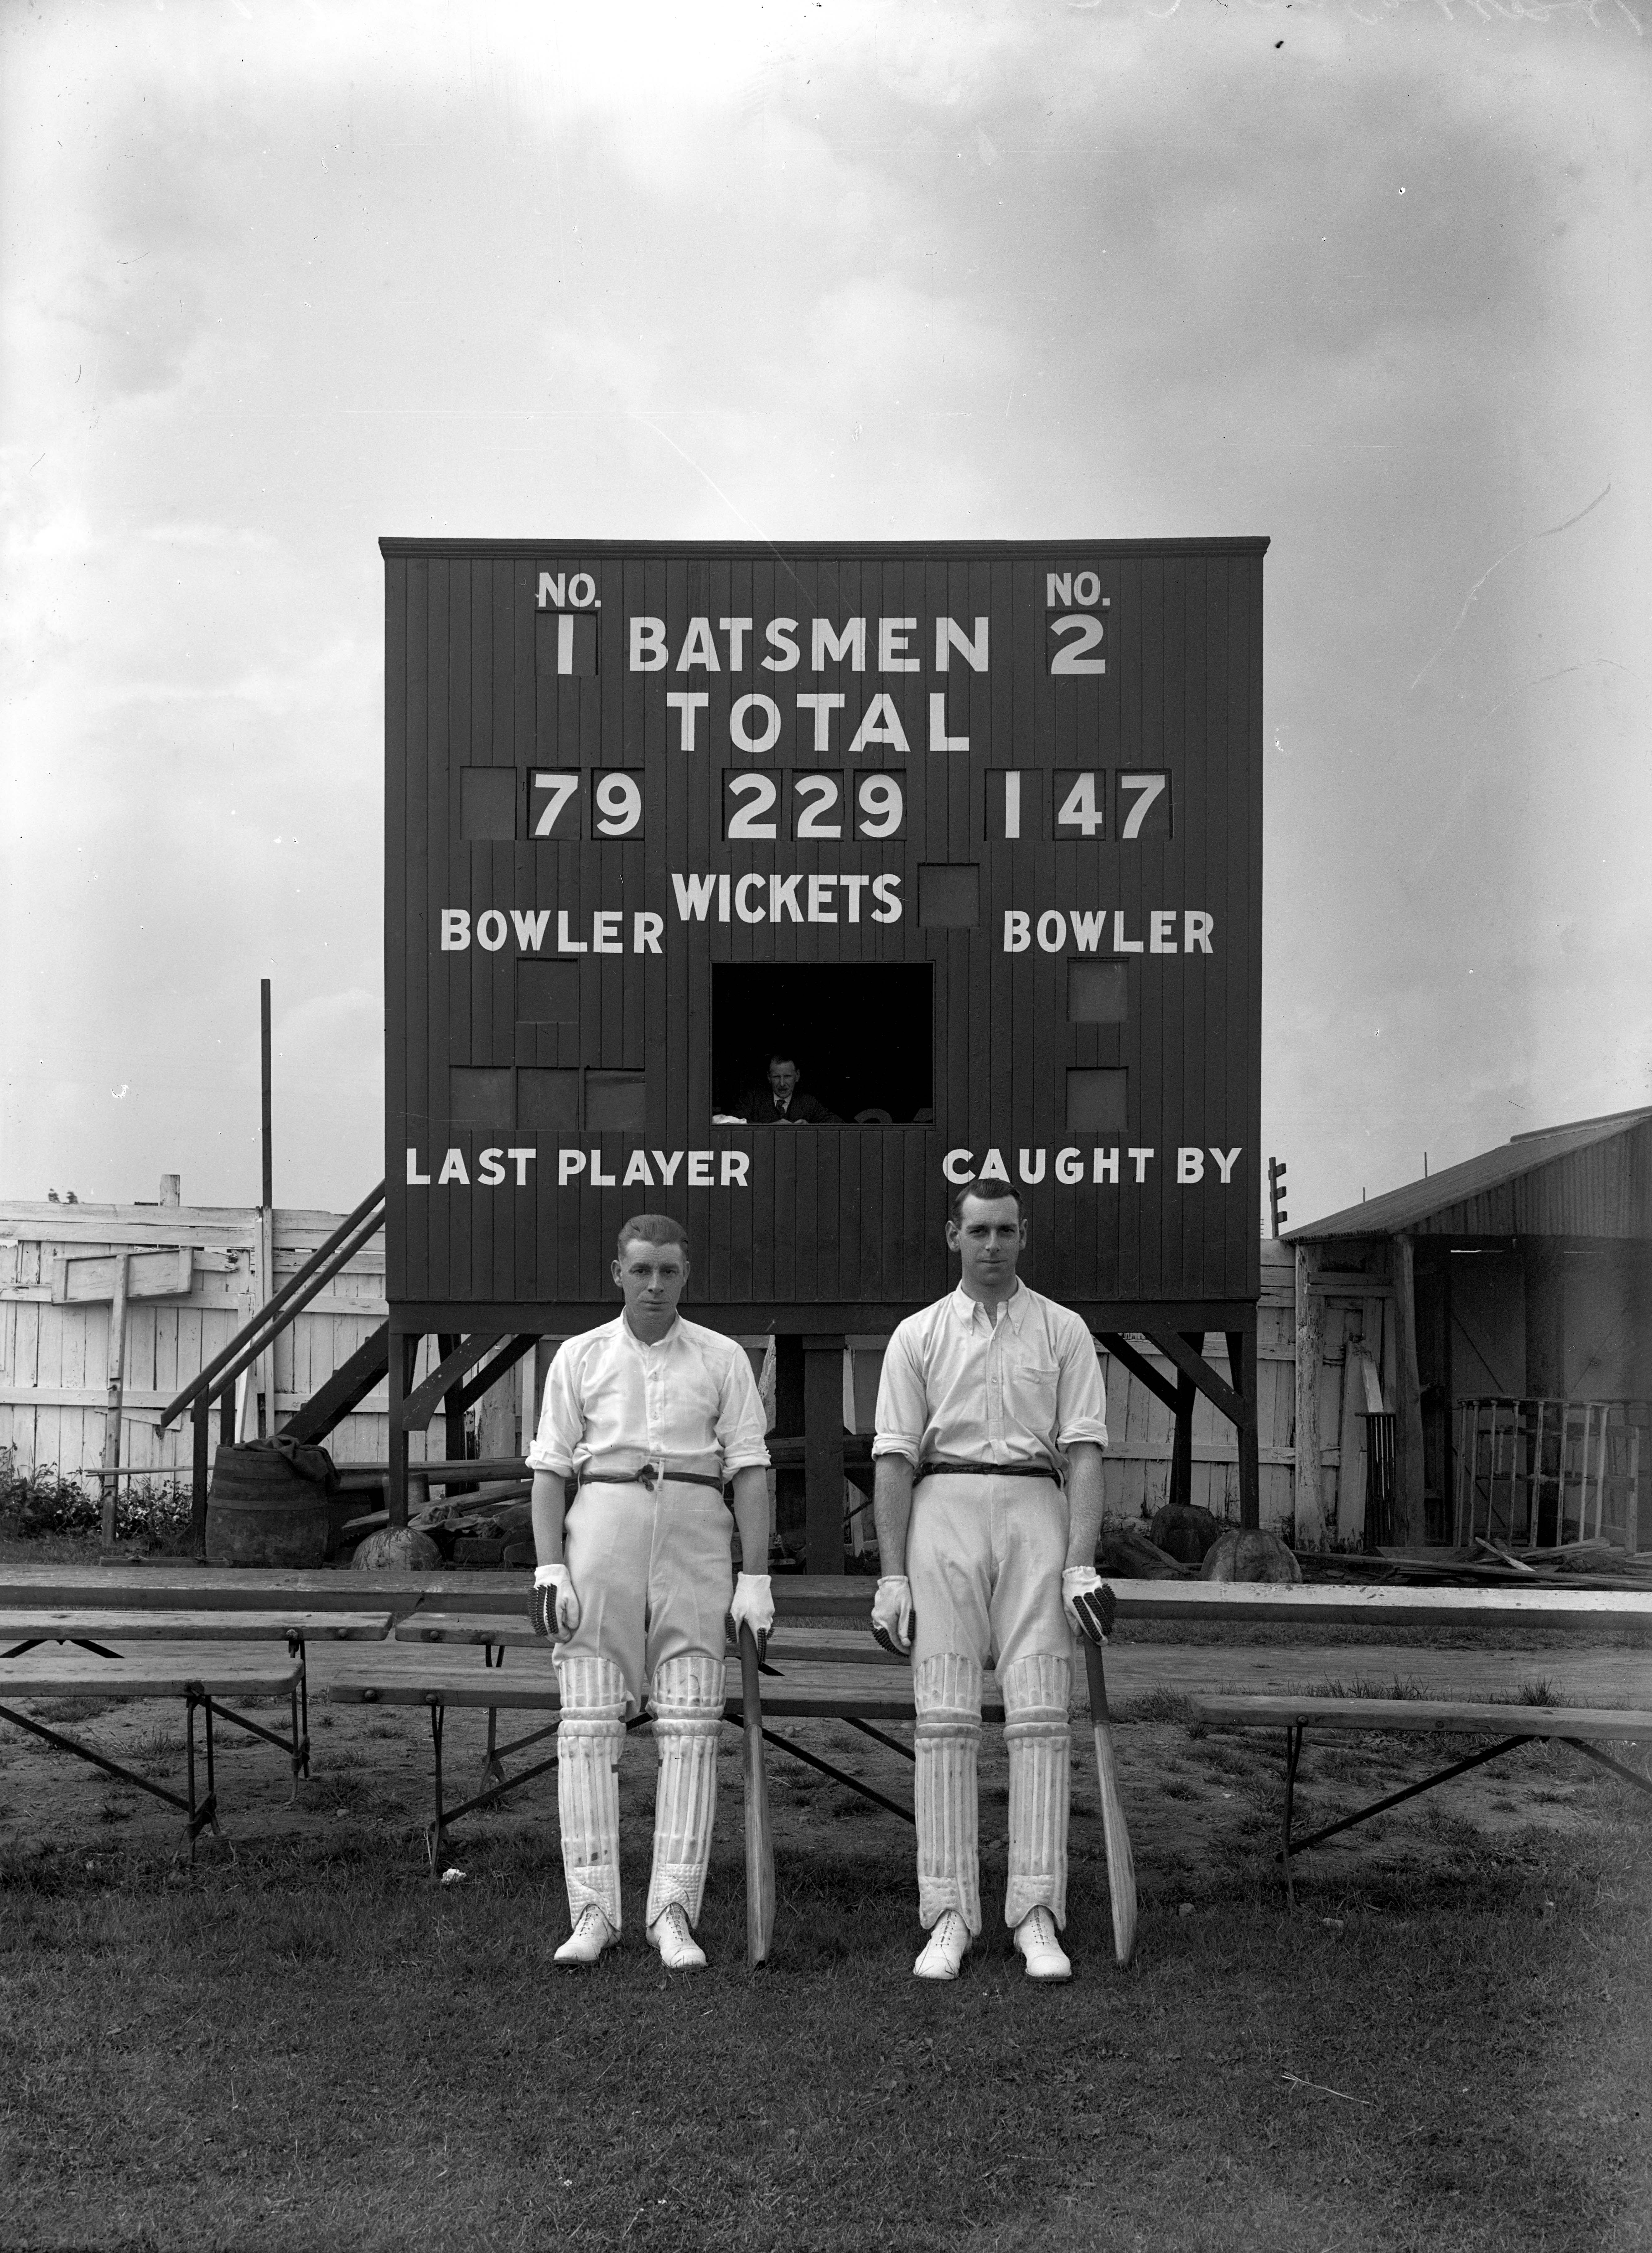 NO. NO.
1 BATSMEN 2
TOTAL
79 229 147
WICKETS
BOWLER BOWLER
LAST PLAYER CAUGHT BY